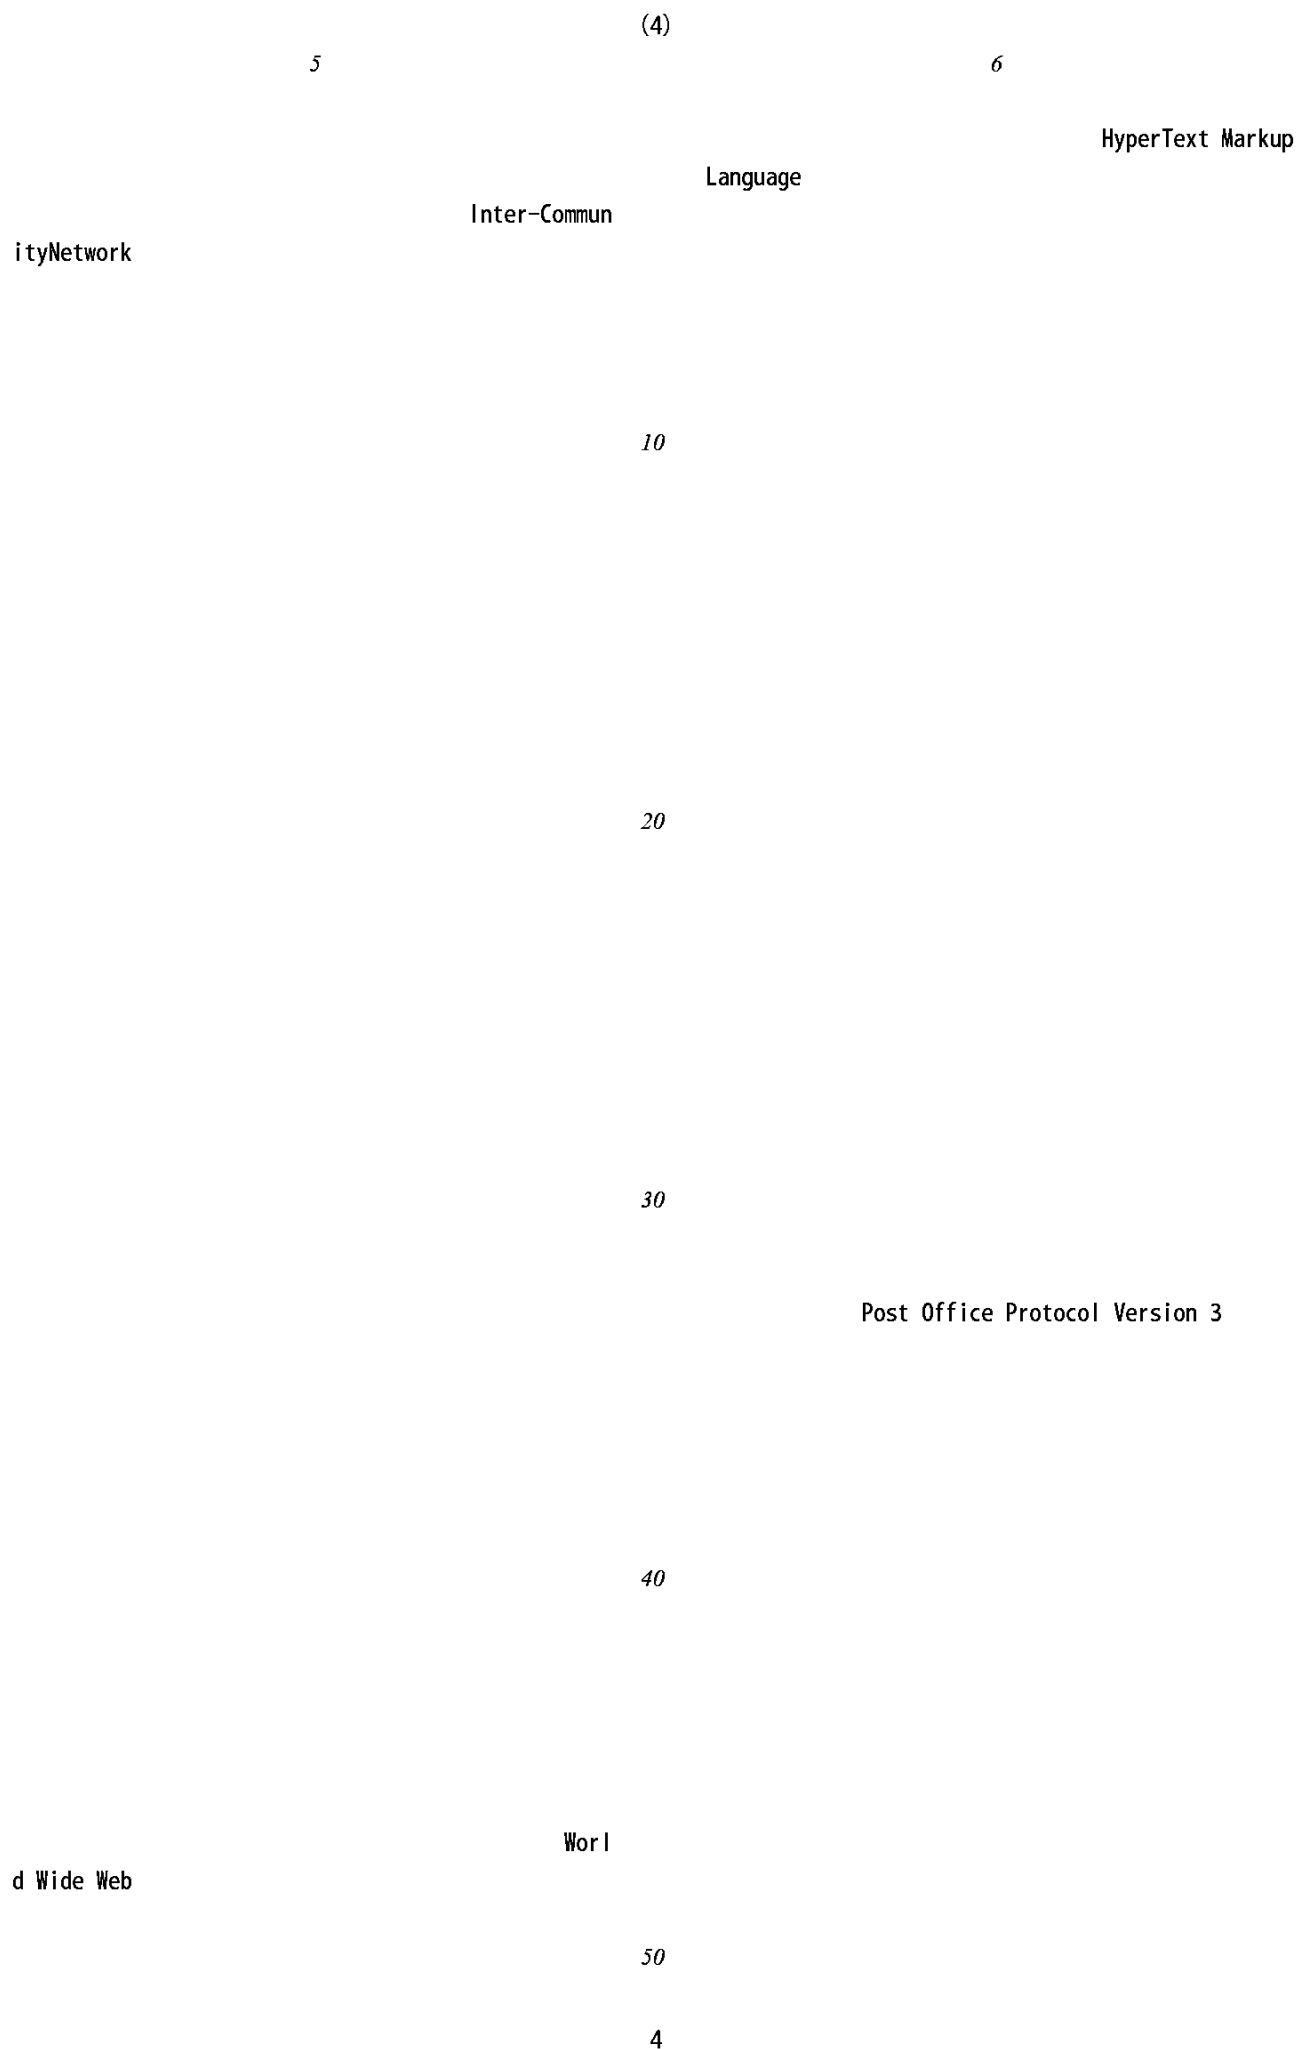 (4)
5
6
HyperText Markup
Language
Inter-Commun
ityNetwork
10
20
30
Post Office Protocol Version 3
40
Worl
d Wide Web
50
4